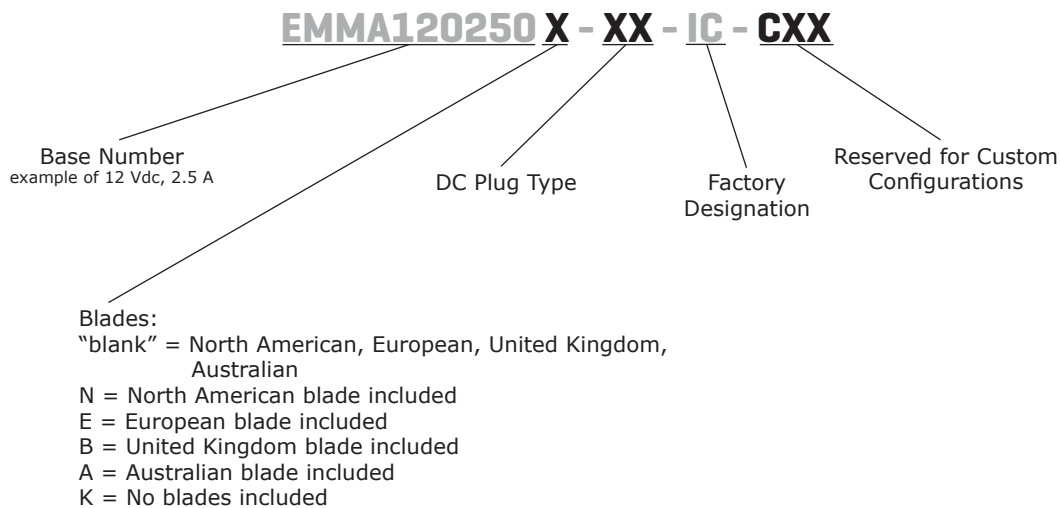 EMMA120250 X - XX - IC - CXX
Base Number
example of 12 Vdc, 2.5 A
DC Plug Type
Factory
Designation
Reserved for Custom
Configurations
Blades:
“blank” = North American, European, United Kingdom,
Australian
N = North American blade included
E = European blade included
B = United Kingdom blade included
A = Australian blade included
K = No blades included